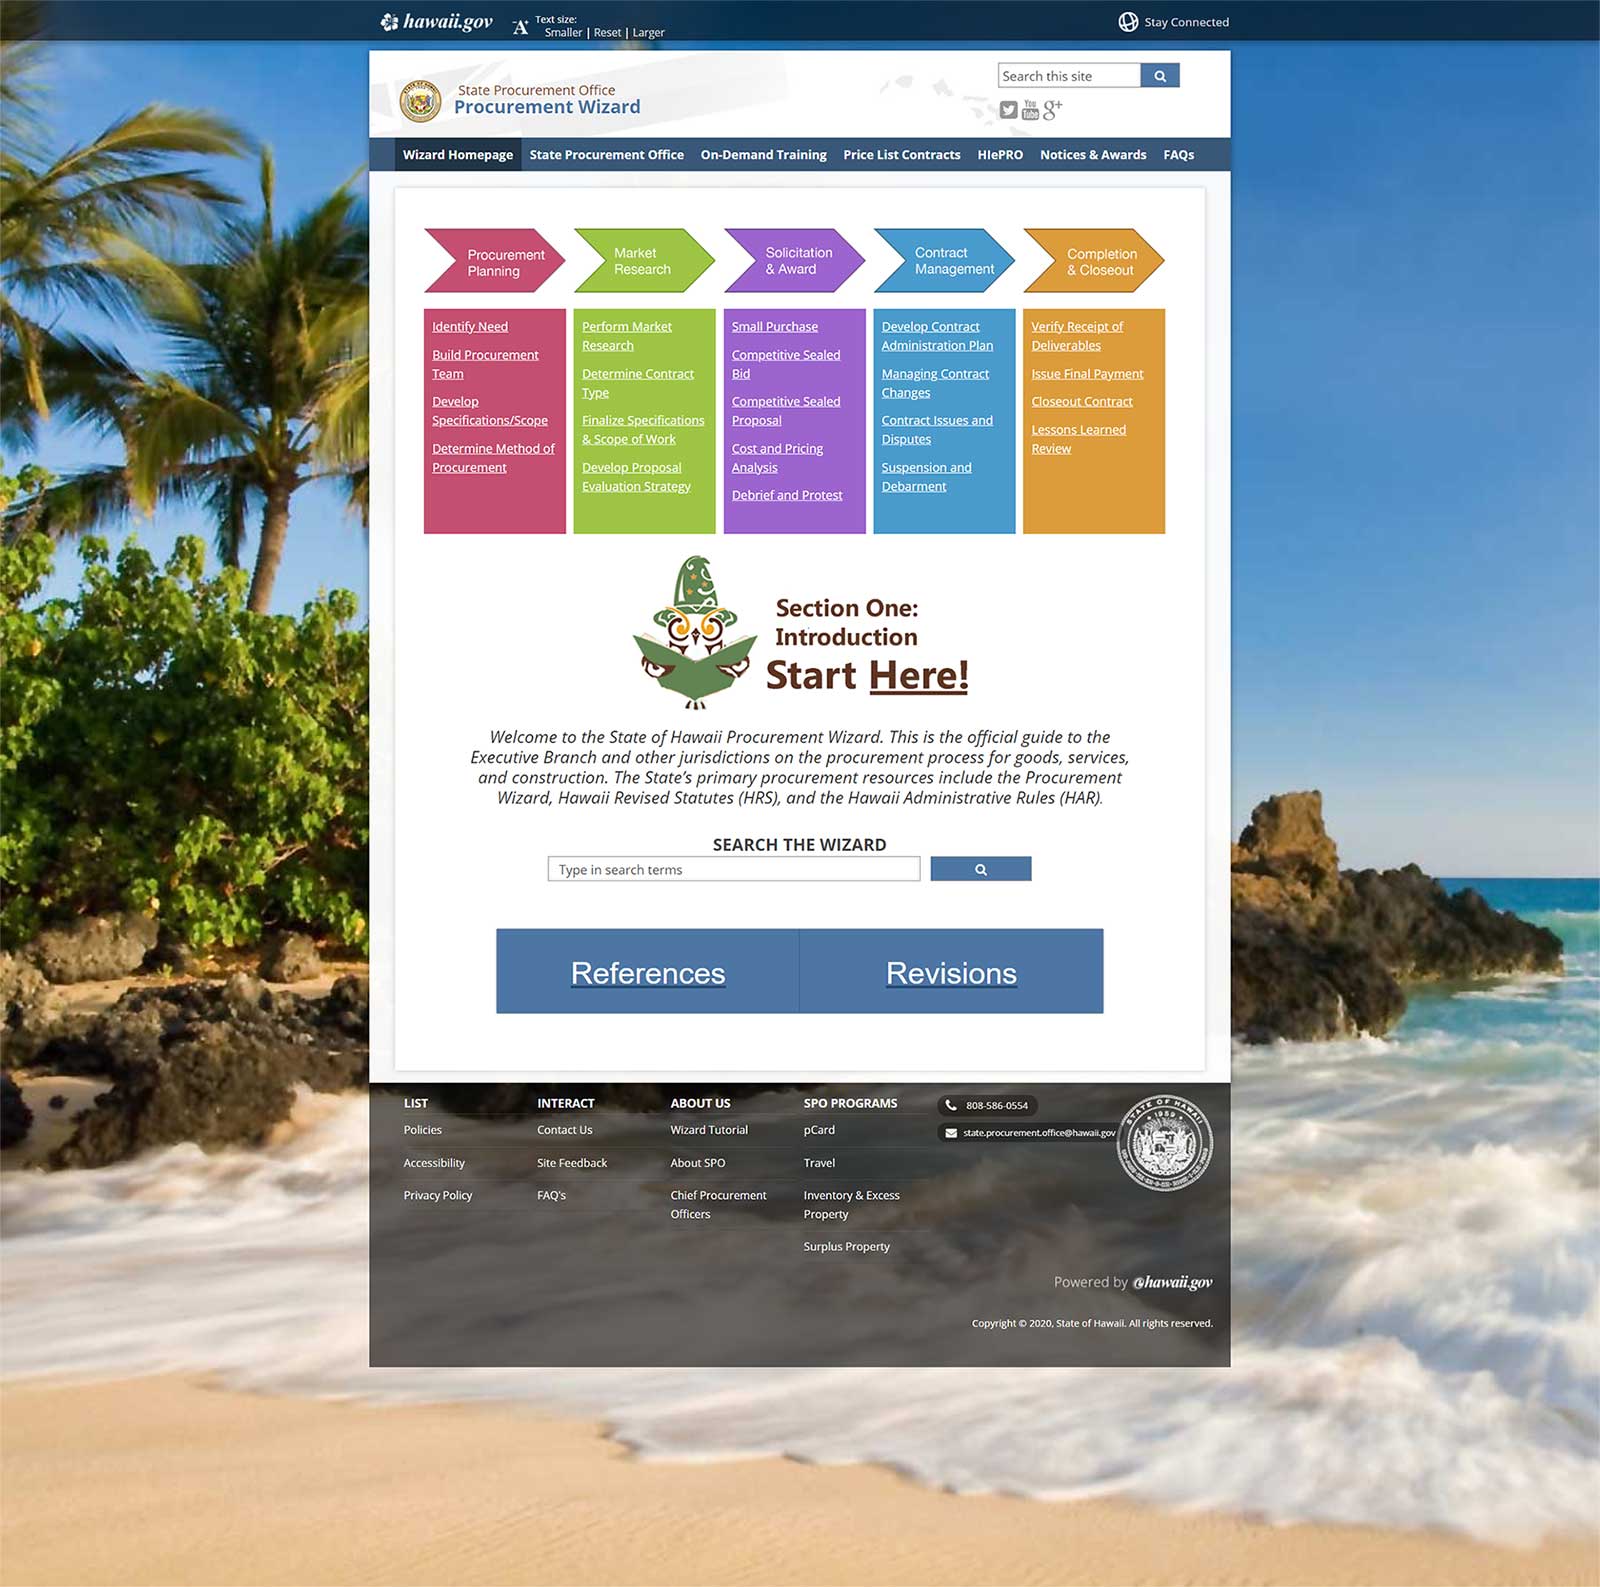 hawaii.gov
Text size:
Smaller | Reset | Larger
Stay Connected
State Procurement Office
Procurement Wizard
Search this site
You
Tube
g+
Wizard Homepage
State Procurement Office
On-Demand Training
Price List Contracts
HIePRO
Notices & Awards
FAQs
Procurement
Planning
Market
Research
Solicitation
& Award
Contract
Management
Completion
& Closeout
Identify Need
Build Procurement
Team
Develop
Specifications/Scope
Determine Method of
Procurement
Perform Market
Research
Determine Contract
Type
Finalize Specifications
& Scope of Work
Develop Proposal
Evaluation Strategy
Small Purchase
Competitive Sealed
Bid
Competitive Sealed
Proposal
Cost and Pricing
Analysis
Debrief and Protest
Develop Contract
Administration Plan
Managing Contract
Changes
Contract Issues and
Disputes
Suspension and
Debarment
Verify Receipt of
Deliverables
Issue Final Payment
Closeout Contract
Lessons Learned
Review
Section One:
Introduction
Start Here!
Welcome to the State of Hawaii Procurement Wizard. This is the official guide to the
Executive Branch and other jurisdictions on the procurement process for goods, services,
and construction. The State's primary procurement resources include the Procurement
Wizard, Hawaii Revised Statutes (HRS), and the Hawaii Administrative Rules (HAR).
SEARCH THE WIZARD
Type in search terms
References
Revisions
LIST
Policies
Accessibility
Privacy Policy
INTERACT
Contact Us
Site Feedback
FAQ's
ABOUT US
Wizard Tutorial
About SPO
Chief Procurement
Officers
SPO PROGRAMS
pCard
Travel
Inventory & Excess
Property
Surplus Property
808-586-0554
state.procurement.office@hawaii.gov
STATE OF HAWAII
1959
Powered by ehawaii.gov
Copyright © 2020, State of Hawaii. All rights reserved.